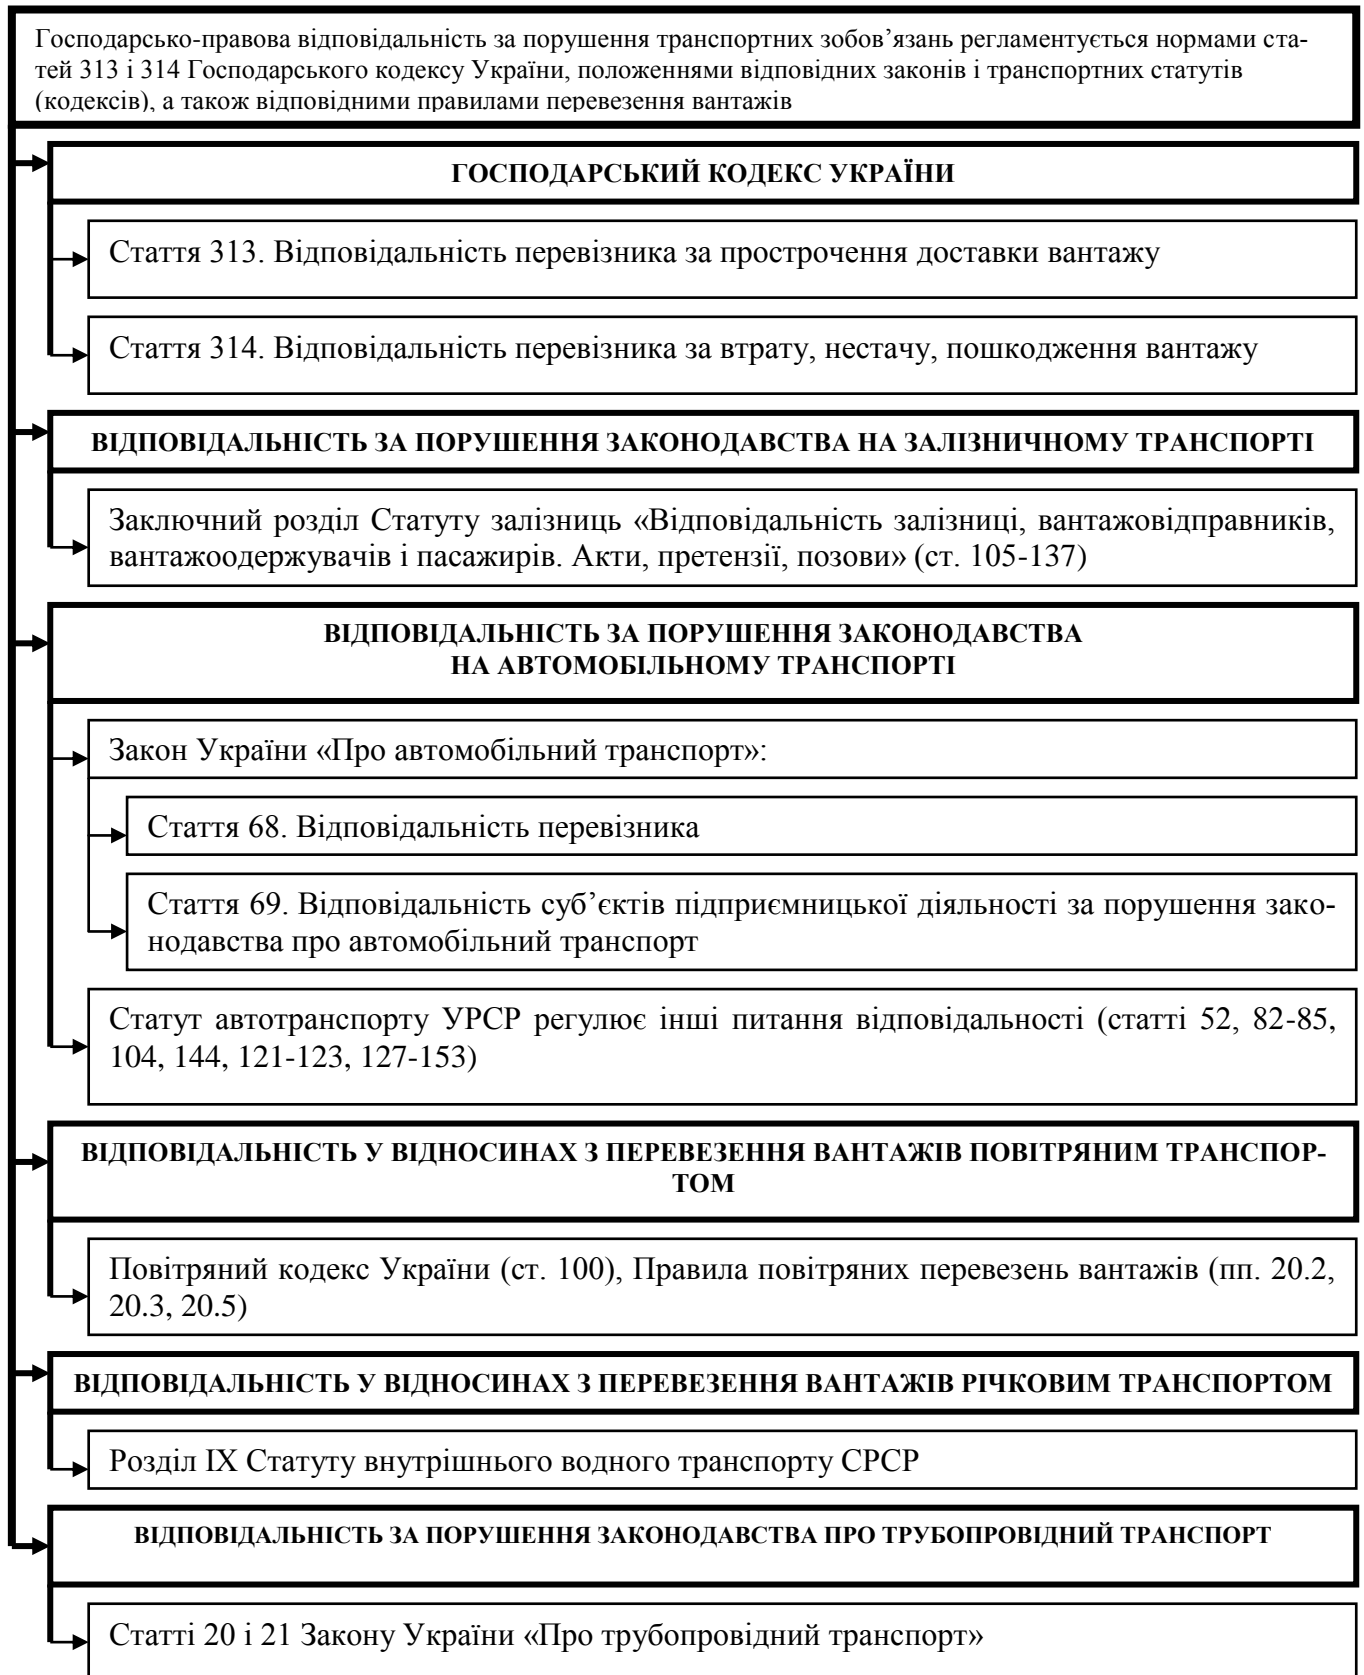 Господарсько-правова відповідальність за порушення транспортних зобов’язань регламентується нормами ста-
тей 313 і 314 Господарського кодексу України, положеннями відповідних законів і транспортних статутів
(кодексів), а також відповідними правилами перевезення вантажів
ГОСПОДАРСЬКИЙ КОДЕКС УКРАЇНИ
Стаття 313. Відповідальність перевізника за прострочення доставки вантажу
Стаття 314. Відповідальність перевізника за втрату, нестачу, пошкодження вантажу
ВІДПОВІДАЛЬНІСТЬ ЗА ПОРУШЕННЯ ЗАКОНОДАВСТВА НА ЗАЛІЗНИЧНОМУ ТРАНСПОРТІ
Заключний розділ Статуту залізниць «Відповідальність залізниці, вантажовідправників,
вантажоодержувачів і пасажирів. Акти, претензії, позови» (ст. 105-137)
ВІДПОВІДАЛЬНІСТЬ ЗА ПОРУШЕННЯ ЗАКОНОДАВСТВА
НА АВТОМОБІЛЬНОМУ ТРАНСПОРТІ
Закон України «Про автомобільний транспорт»:
Стаття 68. Відповідальність перевізника
Стаття 69. Відповідальність суб’єктів підприємницької діяльності за порушення зако-
нодавства про автомобільний транспорт
Статут автотранспорту УРСР регулює інші питання відповідальності (статті 52, 82-85,
104, 144, 121-123, 127-153)
ВІДПОВІДАЛЬНІСТЬ У ВІДНОСИНАХ З ПЕРЕВЕЗЕННЯ ВАНТАЖІВ ПОВІТРЯНИМ ТРАНСПОР-
ТОМ
Повітряний кодекс України (ст. 100), Правила повітряних перевезень вантажів (пп. 20.2,
20.3, 20.5)
ВІДПОВІДАЛЬНІСТЬ У ВІДНОСИНАХ З ПЕРЕВЕЗЕННЯ ВАНТАЖІВ РІЧКОВИМ ТРАНСПОРТОМ
Розділ IX Статуту внутрішнього водного транспорту СРСР
ВІДПОВІДАЛЬНІСТЬ ЗА ПОРУШЕННЯ ЗАКОНОДАВСТВА ПРО ТРУБОПРОВІДНИЙ ТРАНСПОРТ
Статті 20 і 21 Закону України «Про трубопровідний транспорт»